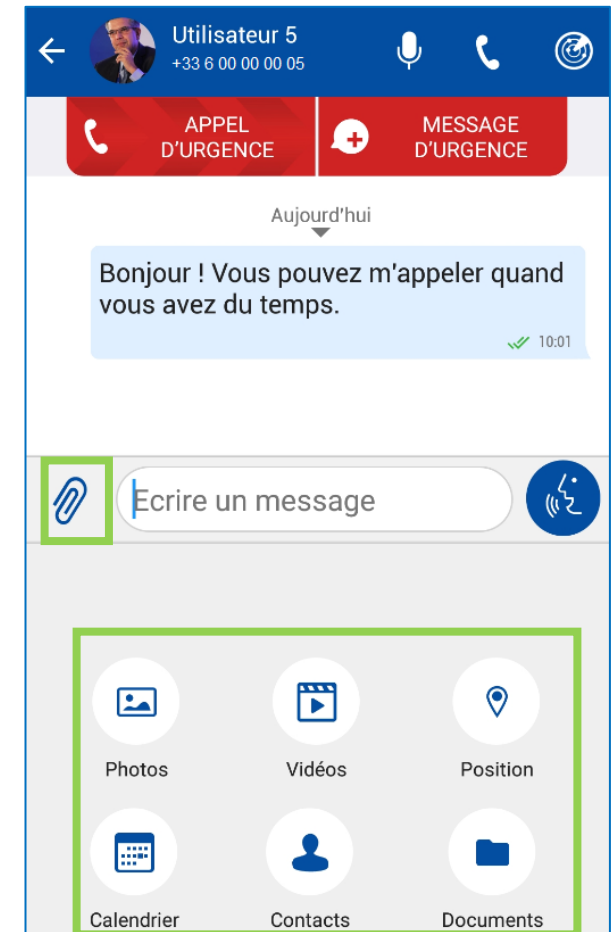 Utilisateur 5
+33 6 00 00 00 05
APPEL
D'URGENCE
MESSAGE
D'URGENCE
Aujourd'hui
Bonjour ! Vous pouvez m'appeler quand
vous avez du temps.
10:01
Ecrire un message
Photos
Vidéos
Position
Calendrier
Contacts
Documents